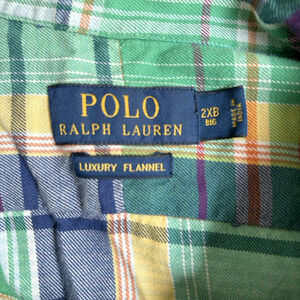 POLO
RALPH LAUREN
2XB
BIG
MADE IN
INDIA
LUXURY FLANNEL